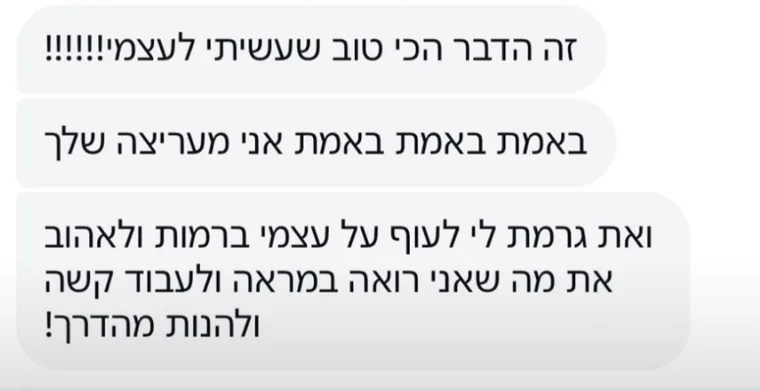 זה הדבר הכי טוב שעשיתי לעצמי!!!!!!
באמת באמת באמת אני מעריצה שלך
ואת גרמת לי לעוף על עצמי ברמות ולאהוב
את מה שאני רואה במראה ולעבוד קשה
ולהנות מהדרך!